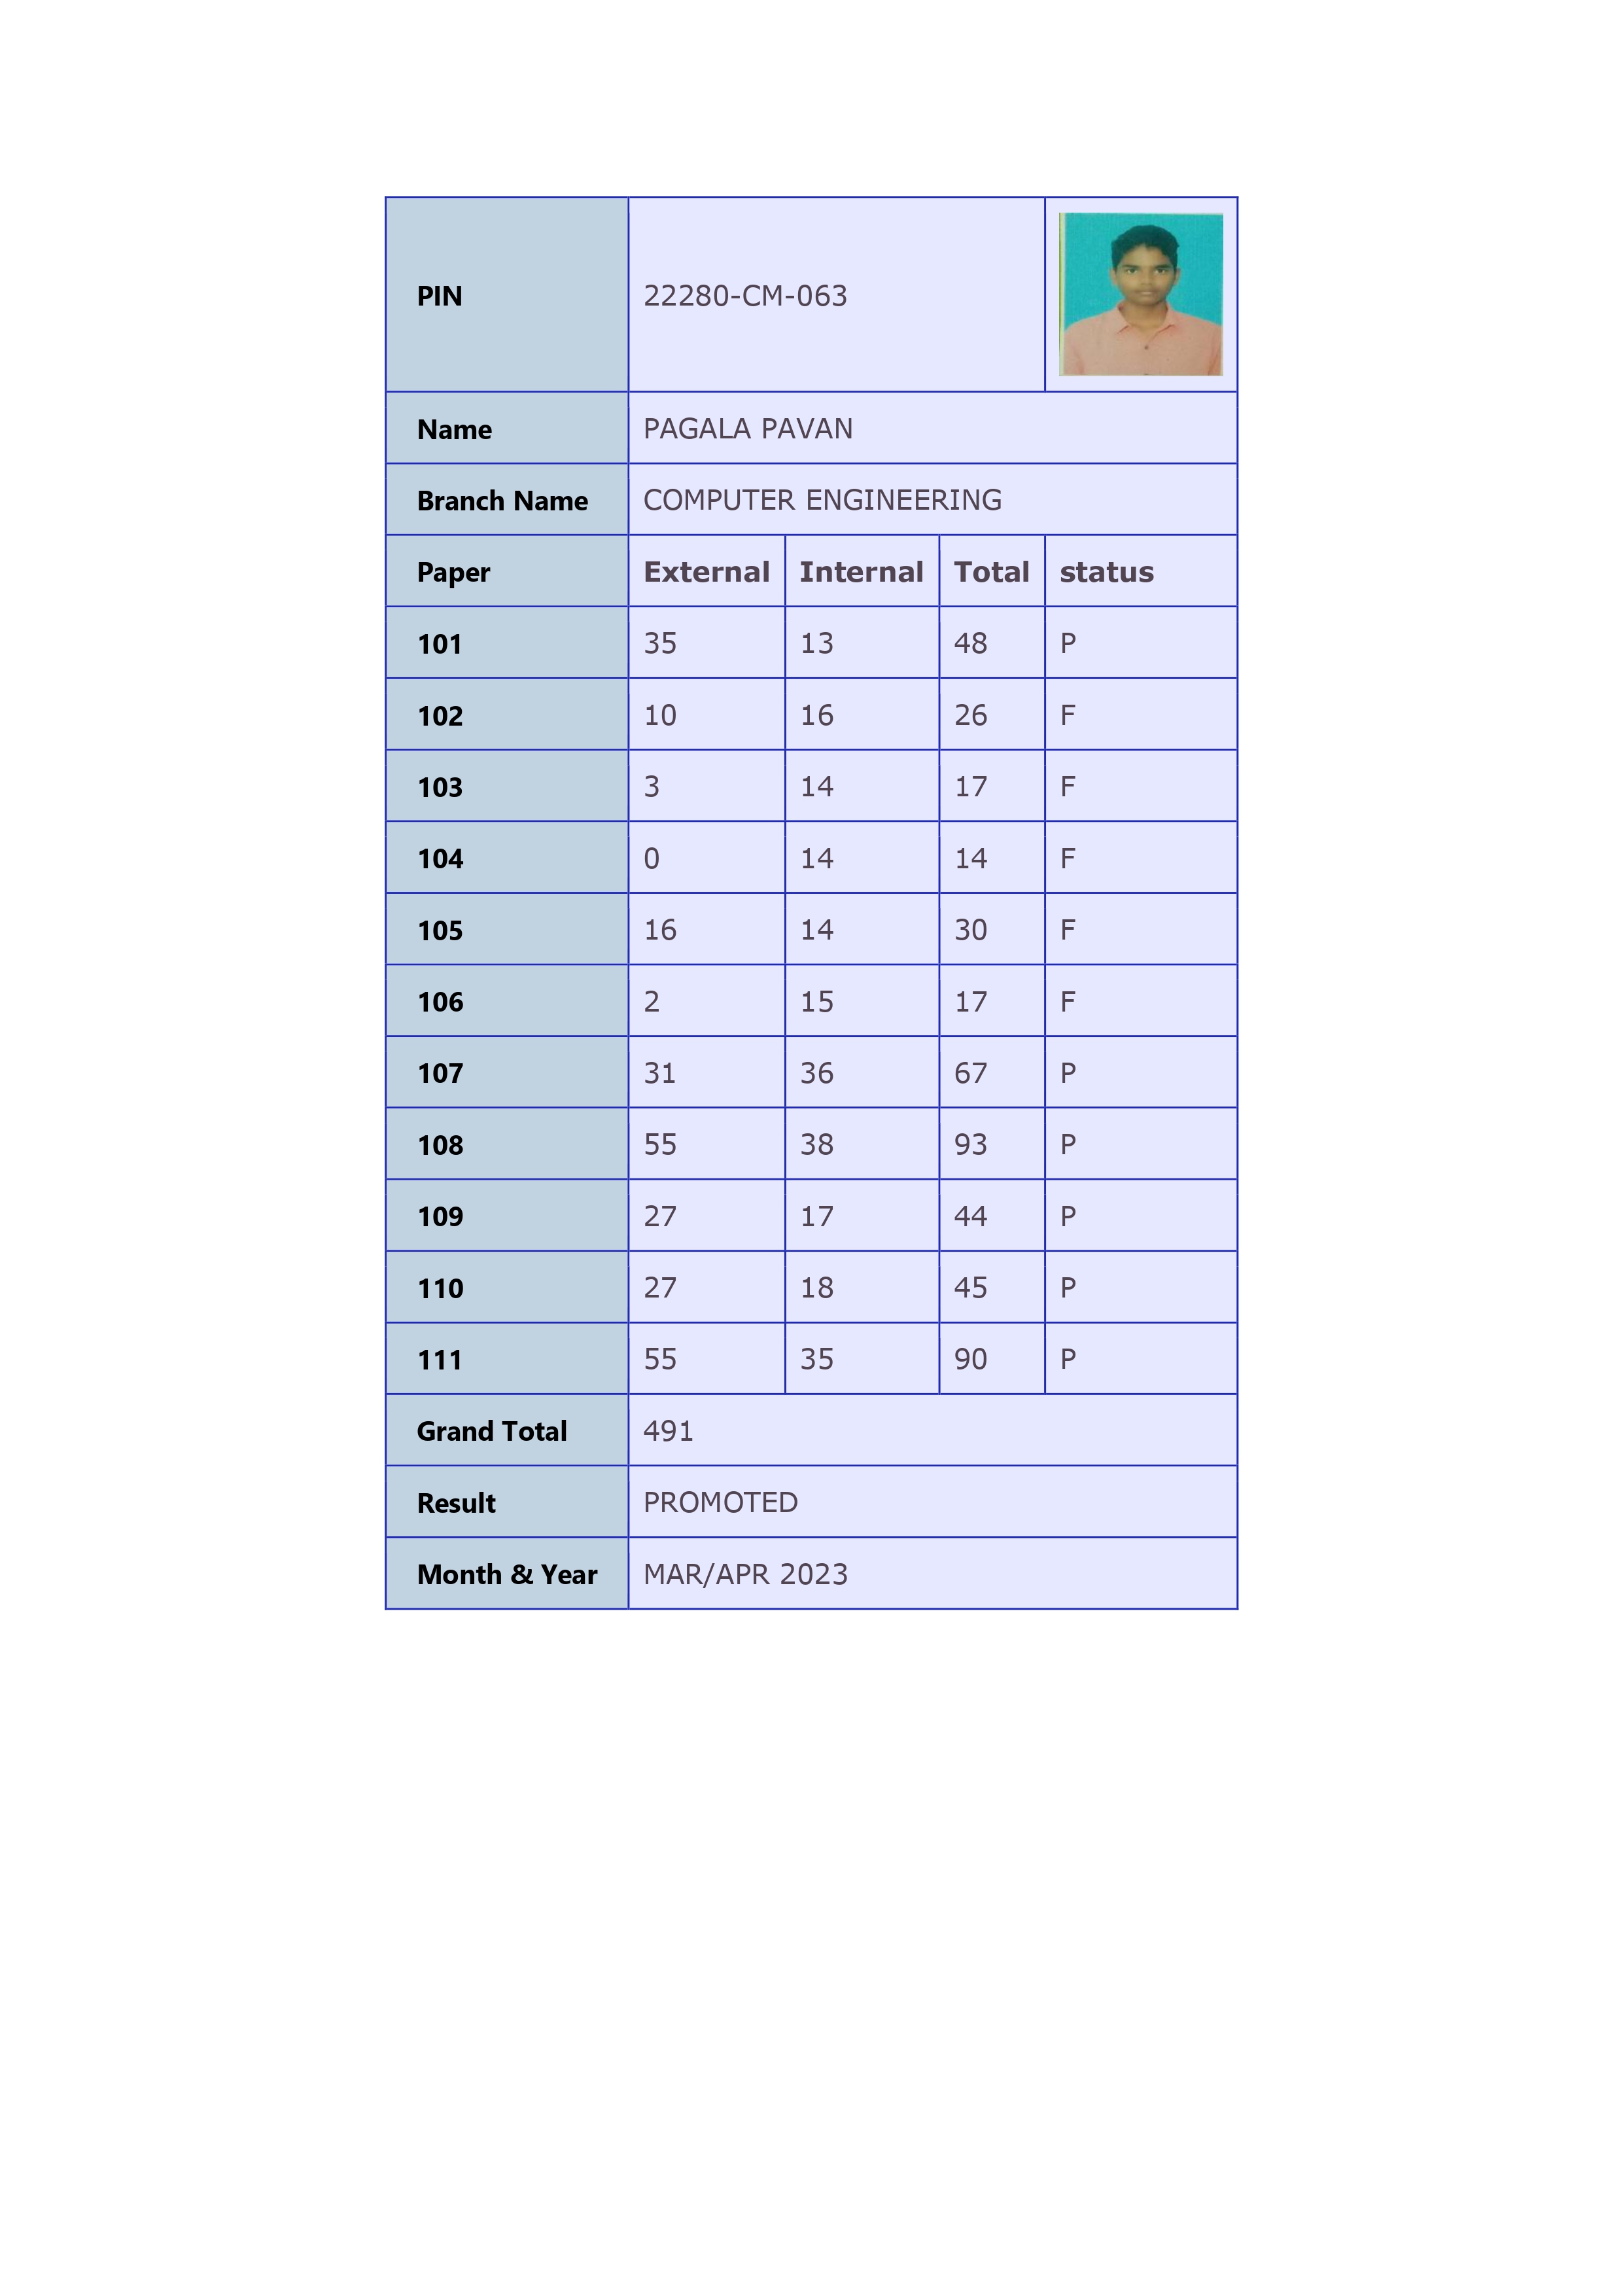 PIN 22280-CM-063
Name PAGALA PAVAN
Branch Name COMPUTER ENGINEERING
Paper External Internal Total status
101 35 13 48 P
102 10 16 26 F
103 3 14 17 F
104 0 14 14 F
105 16 14 30 F
106 2 15 17 F
107 31 36 67 P
108 55 38 93 P
109 27 17 44 P
110 27 18 45 P
111 55 35 90 P
Grand Total 491
Result PROMOTED
Month & Year MAR/APR 2023